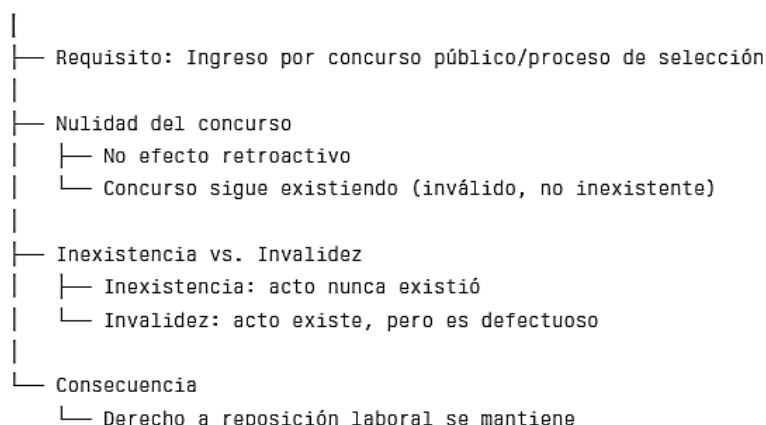 Requisito: Ingreso por concurso público/proceso de selección
Nulidad del concurso
No efecto retroactivo
Concurso sigue existiendo (inválido, no inexistente)
Inexistencia vs. Invalidez
Inexistencia: acto nunca existió
Invalidez: acto existe, pero es defectuoso
Consecuencia
Derecho a reposición laboral se mantiene